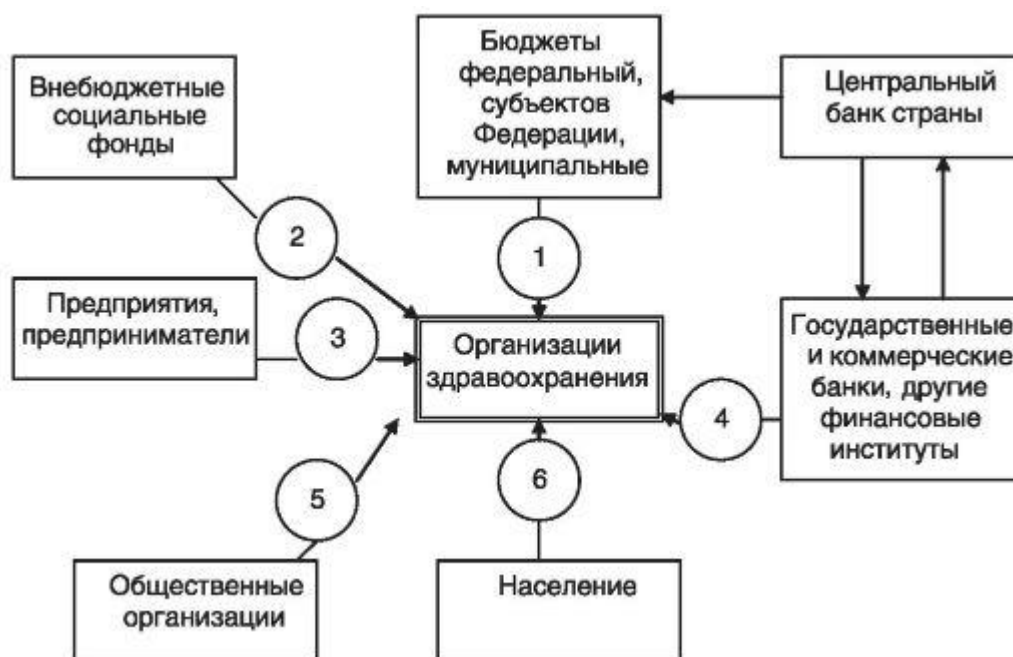 Бюджеты
федеральный,
субъектов
Федерации,
муниципальные
Внебюджетные
социальные
фонды
Центральный
банк страны
2
1
Предприятия,
предприниматели
3
Организации
здравоохранения
Государственные
и коммерческие
банки, другие
финансовые
институты
4
5
6
Общественные
организации
Население